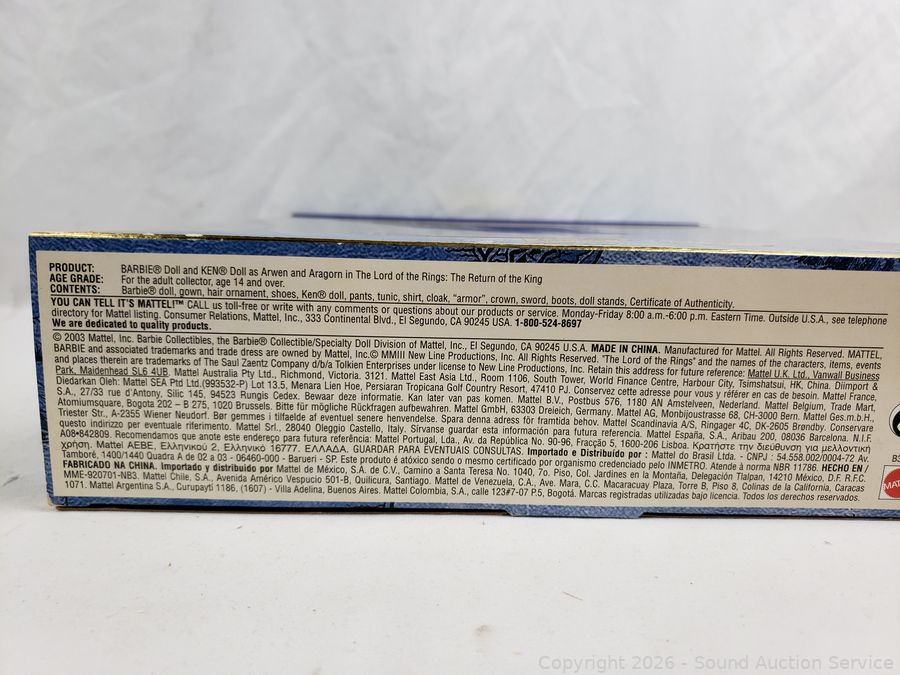 PRODUCT: BARBIE® Doll and KEN® Doll as Arwen and Aragorn in The Lord of the Rings: The Return of the King
AGE GRADE: For the adult collector, age 14 and over.
CONTENTS: Barbie® doll, gown, hair ornament, shoes, Ken® doll, pants, tunic, shirt, cloak, "armor", crown, sword, boots, doll stands, Certificate of Authenticity.
YOU CAN TELL IT'S MATTEL!™ CALL us toll-free or write with any comments or questions about our products or service. Monday-Friday 8:00 a.m.-6:00 p.m. Eastern Time. Outside U.S.A., see telephone
directory for Mattel listing. Consumer Relations, Mattel, Inc., 333 Continental Blvd., El Segundo, CA 90245 USA. 1-800-524-8697
We are dedicated to quality products.
© 2003 Mattel, Inc. Barbie Collectibles, the Barbie® Collectible/Specialty Doll Division of Mattel, Inc., El Segundo, CA 90245 U.S.A. MADE IN CHINA. Manufactured for Mattel. All Rights Reserved. MATTEL,
BARBIE and associated trademarks and trade dress are owned by Mattel, Inc.© MMIII New Line Productions, Inc. All Rights Reserved. "The Lord of the Rings" and the names of the characters, items, events
and places therein are trademarks of The Saul Zaentz Company d/b/a Tolkien Enterprises under license to New Line Productions, Inc. Retain this address for future reference: Mattel U.K. Ltd., Vanwall Business
Park, Maidenhead SL6 4UB. Mattel Australia Pty. Ltd., Richmond, Victoria. 3121. Mattel East Asia Ltd., Room 1106, South Tower, World Finance Centre, Harbour City, Tsimshatsui, HK, China. Diimport &
Diedarkan Oleh: Mattel SEA Ptd Ltd.(993532-P) Lot 13.5, Menara Lien Hoe, Persiaran Tropicana Golf Country Resort, 47410 PJ. Conservez cette adresse pour vous y référer en cas de besoin. Mattel France,
S.A., 27/33 rue d'Antony, Silic 145, 94523 Rungis Cedex. Bewaar deze informatie. Kan later van pas komen. Mattel B.V., Postbus 576, 1180 AN Amstelveen, Nederland. Mattel Belgium, Trade Mart,
Atomiumsquare, Bogota 202 – B 275, 1020 Brussels. Bitte für mögliche Rückfragen aufbewahren. Mattel GmbH, 63303 Dreieich, Germany. Mattel AG, Monbijoustrasse 68, CH-3000 Bern. Mattel Ges.m.b.H.,
Triester Str., A-2355 Wiener Neudorf. Bør gemmes i tilfælde af eventuel senere henvendelse. Spara denna adress för framtida behov. Mattel Scandinavia A/S, Ringager 4C, DK-2605 Brøndby. Conservare
questo indirizzo per eventuale riferimento. Mattel Srl., 28040 Oleggio Castello, Italy. Sirvanse guardar esta información para futura referencia. Mattel España, S.A., Aribau 200, 08036 Barcelona. N.I.F.
A08•842809. Recomendamos que anote este endereço para futura referência: Mattel Portugal, Lda., Av. da República No. 90-96, Fracção 5, 1600-206 Lisboa. Κρατήστε την διεύθυνση για μελλοντική
χρήση. Mattel AEBE, Ελληνικού 2, Ελληνικό 16777. ΕΛΛΑΔΑ. GUARDAR PARA EVENTUAIS CONSULTAS. Importado e Distribuido por : Mattel do Brasil Ltda. - CNPJ : 54.558.002/0004-72 Av.
Tamboré, 1400/1440 Quadra A de 02 a 03 - 06460-000 - Barueri - SP. Este produto é atóxico sendo o mesmo certificado por organismo credenciado pelo INMETRO. Atende à norma NBR 11786. HECHO EN /
FABRICADO NA CHINA. Importado y distribuido por Mattel de México, S.A. de C.V., Camino a Santa Teresa No. 1040, 7o. Piso, Col. Jardines en la Montaña, Delegación Tlalpan, 14210 México, D.F. R.F.C.
MME-920701-NB3. Mattel Chile, S.A., Avenida Américo Vespucio 501-B, Quilicura, Santiago. Mattel de Venezuela, C.A., Ave. Mara, C.C. Macaracuay Plaza, Torre B, Piso 8, Colinas de la California, Caracas
1071. Mattel Argentina S.A., Curupayti 1186, (1607) - Villa Adelina, Buenos Aires. Mattel Colombia, S.A., calle 123#7-07 P.5, Bogotá. Marcas registradas utilizadas bajo licencia. Todos los derechos reservados.
Copyright 2026 - Sound Auction Service